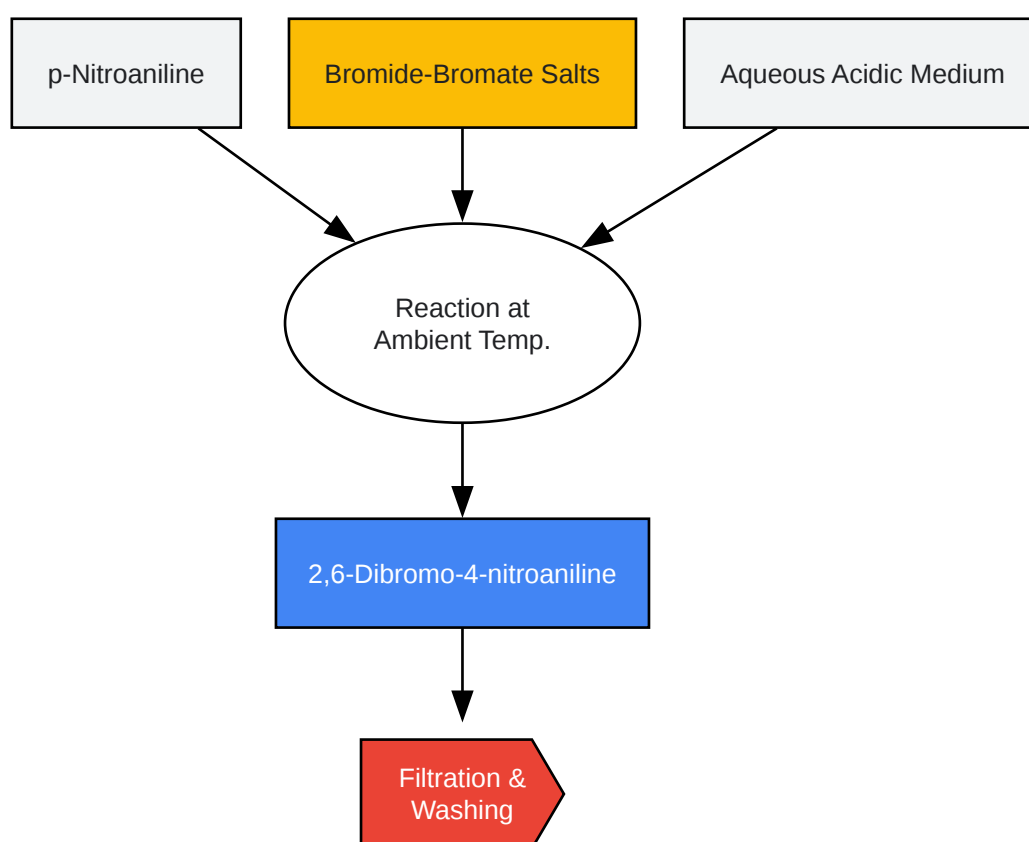 p-Nitroaniline
Bromide-Bromate Salts
Aqueous Acidic Medium
Reaction at
Ambient Temp.
2,6-Dibromo-4-nitroaniline
Filtration &
Washing